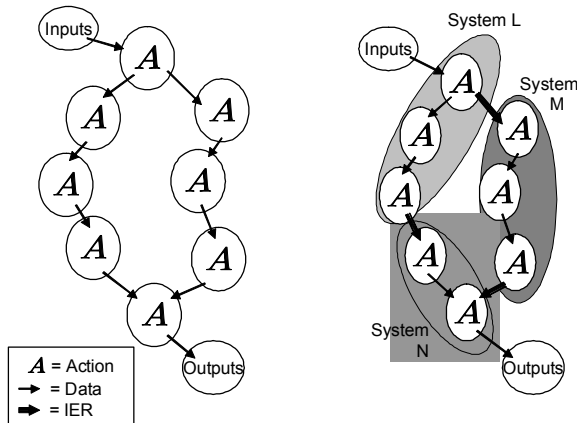 Inputs
A
A
A
A
A
A
A
A
Outputs
A = Action
= Data
= IER
System L
Inputs
System
M
A
A
A
A
A
A
A
A
System
N
Outputs